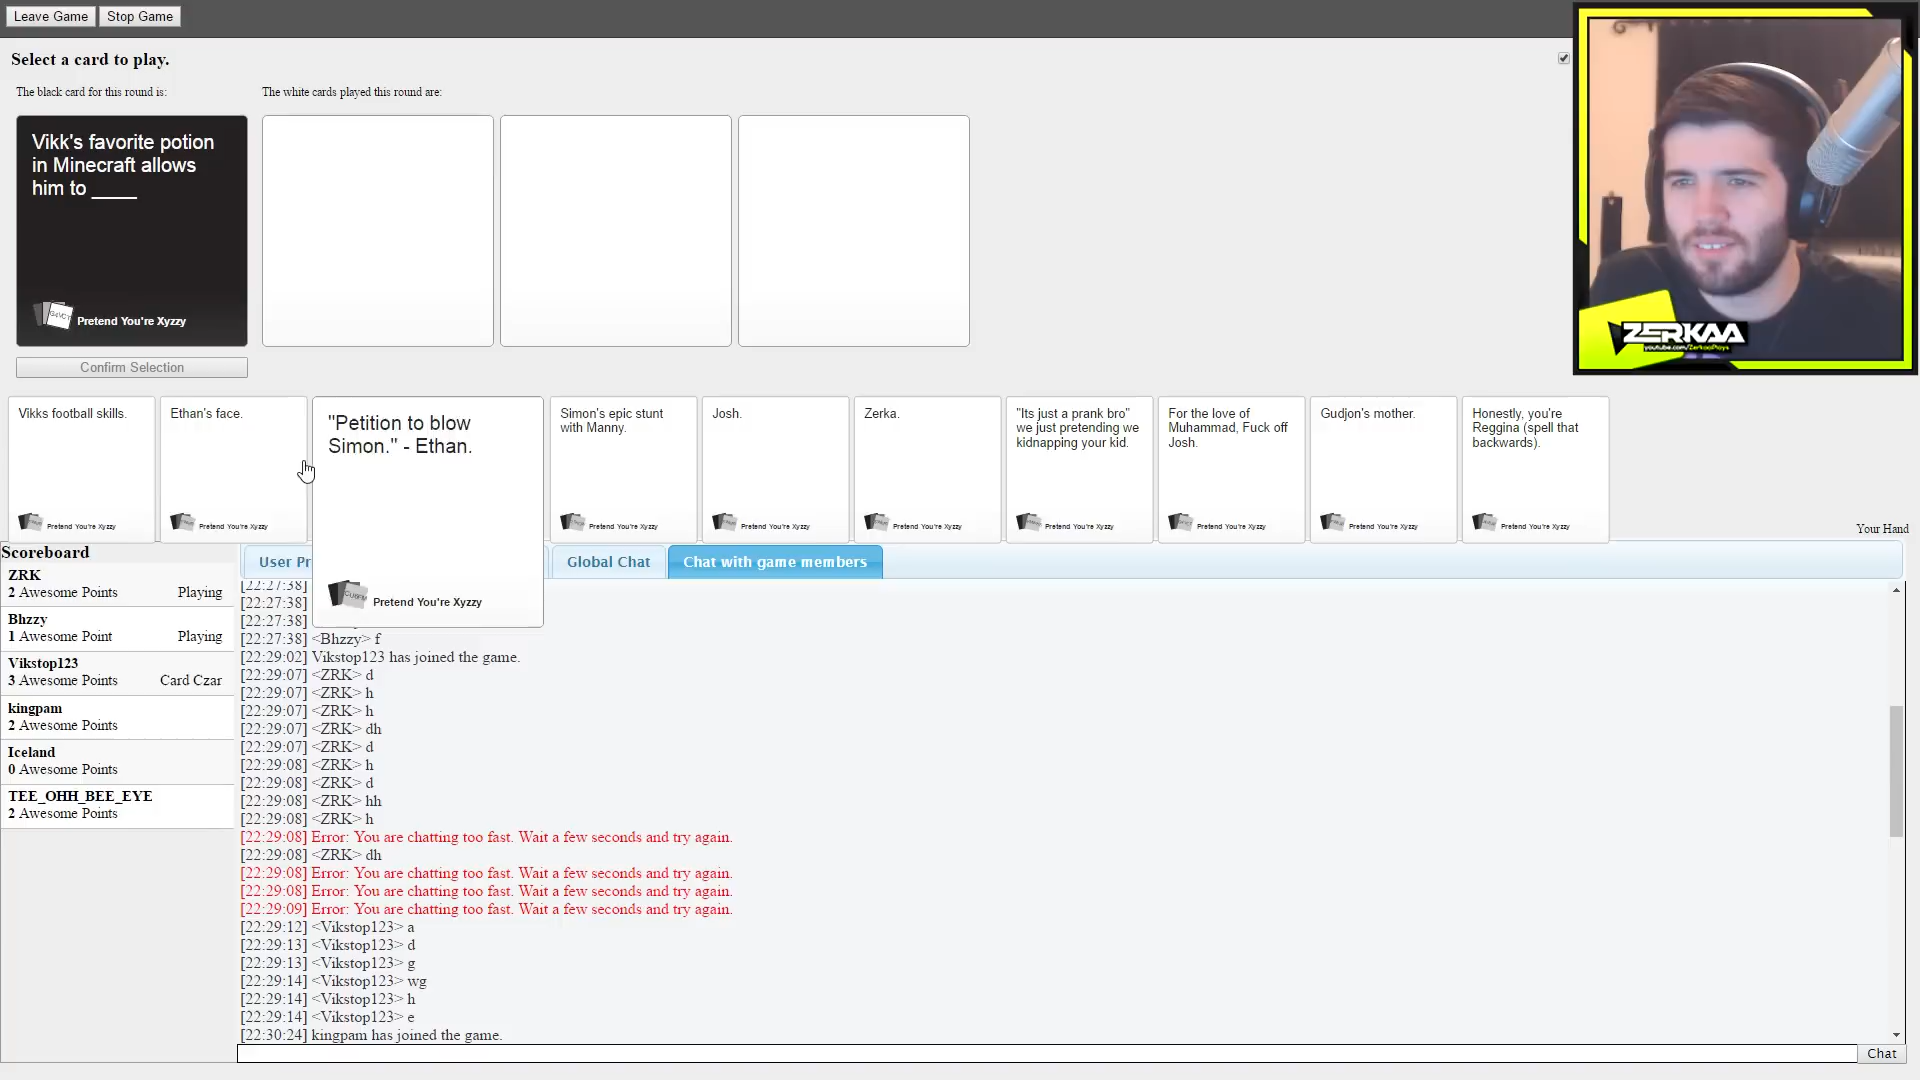 Leave Game
Stop Game
Select a card to play.
The black card for this round is:
The white cards played this round are:
Vikk's favorite potion
in Minecraft allows
him to ____
Pretend You're Xyzzy
Confirm Selection
ZERKAA
youtube.com/ZerkaaPlays
Vikks football skills.
Pretend You're Xyzzy
Ethan's face.
Pretend You're Xyzzy
"Petition to blow
Simon." - Ethan.
Pretend You're Xyzzy
Simon's epic stunt
with Manny.
Pretend You're Xyzzy
Josh.
Pretend You're Xyzzy
Zerka.
Pretend You're Xyzzy
"Its just a prank bro"
we just pretending we
kidnapping your kid.
Pretend You're Xyzzy
For the love of
Muhammad, Fuck off
Josh.
Pretend You're Xyzzy
Gudjon's mother.
Pretend You're Xyzzy
Honestly, you're
Reggina (spell that
backwards).
Pretend You're Xyzzy
Your Hand
Scoreboard
ZRK
2 Awesome Points Playing
Bhzzy
1 Awesome Point Playing
Vikstop123
3 Awesome Points Card Czar
kingpam
2 Awesome Points
Iceland
0 Awesome Points
TEE_OHH_BEE_EYE
2 Awesome Points
User Pr
Global Chat
Chat with game members
[22:27:38]
[22:27:38]
[22:27:38]
[22:27:38] <Bhzzy> f
[22:29:02] Vikstop123 has joined the game.
[22:29:07] <ZRK> d
[22:29:07] <ZRK> h
[22:29:07] <ZRK> h
[22:29:07] <ZRK> dh
[22:29:07] <ZRK> d
[22:29:08] <ZRK> h
[22:29:08] <ZRK> d
[22:29:08] <ZRK> hh
[22:29:08] <ZRK> h
[22:29:08] Error: You are chatting too fast. Wait a few seconds and try again.
[22:29:08] <ZRK> dh
[22:29:08] Error: You are chatting too fast. Wait a few seconds and try again.
[22:29:08] Error: You are chatting too fast. Wait a few seconds and try again.
[22:29:09] Error: You are chatting too fast. Wait a few seconds and try again.
[22:29:12] <Vikstop123> a
[22:29:13] <Vikstop123> d
[22:29:13] <Vikstop123> g
[22:29:14] <Vikstop123> wg
[22:29:14] <Vikstop123> h
[22:29:14] <Vikstop123> e
[22:30:24] kingpam has joined the game.
Chat